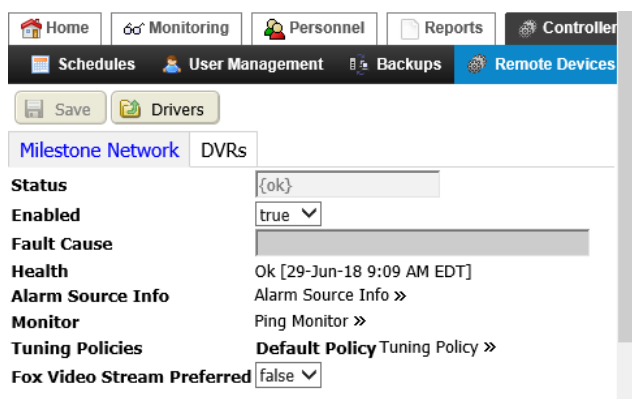 Home Monitoring Personnel Reports Controller
Schedules User Management Backups Remote Devices
Save Drivers
Milestone Network DVRs
Status {ok}
Enabled true
Fault Cause
Health Ok [29-Jun-18 9:09 AM EDT]
Alarm Source Info Alarm Source Info »
Monitor Ping Monitor »
Tuning Policies Default Policy Tuning Policy »
Fox Video Stream Preferred false